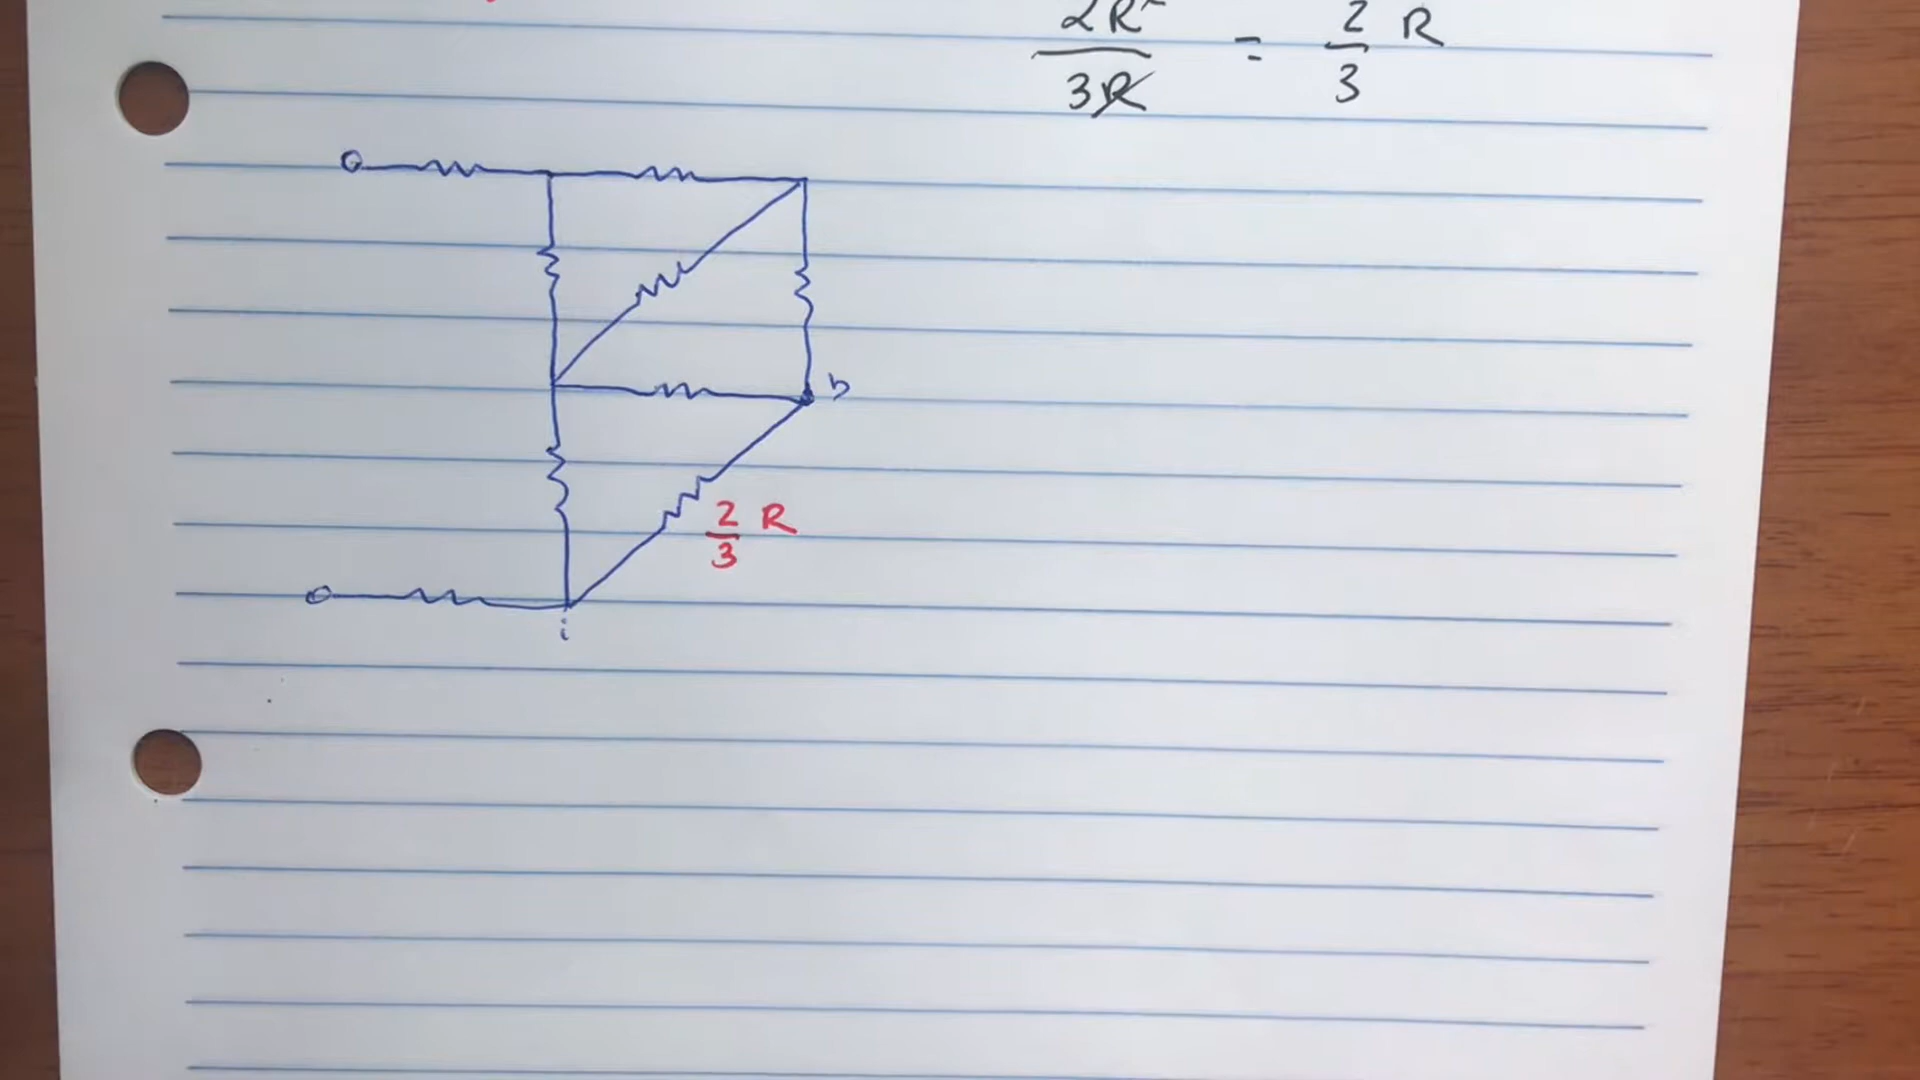 2R²
3R
= 2/3 R
b
2/3 R
i